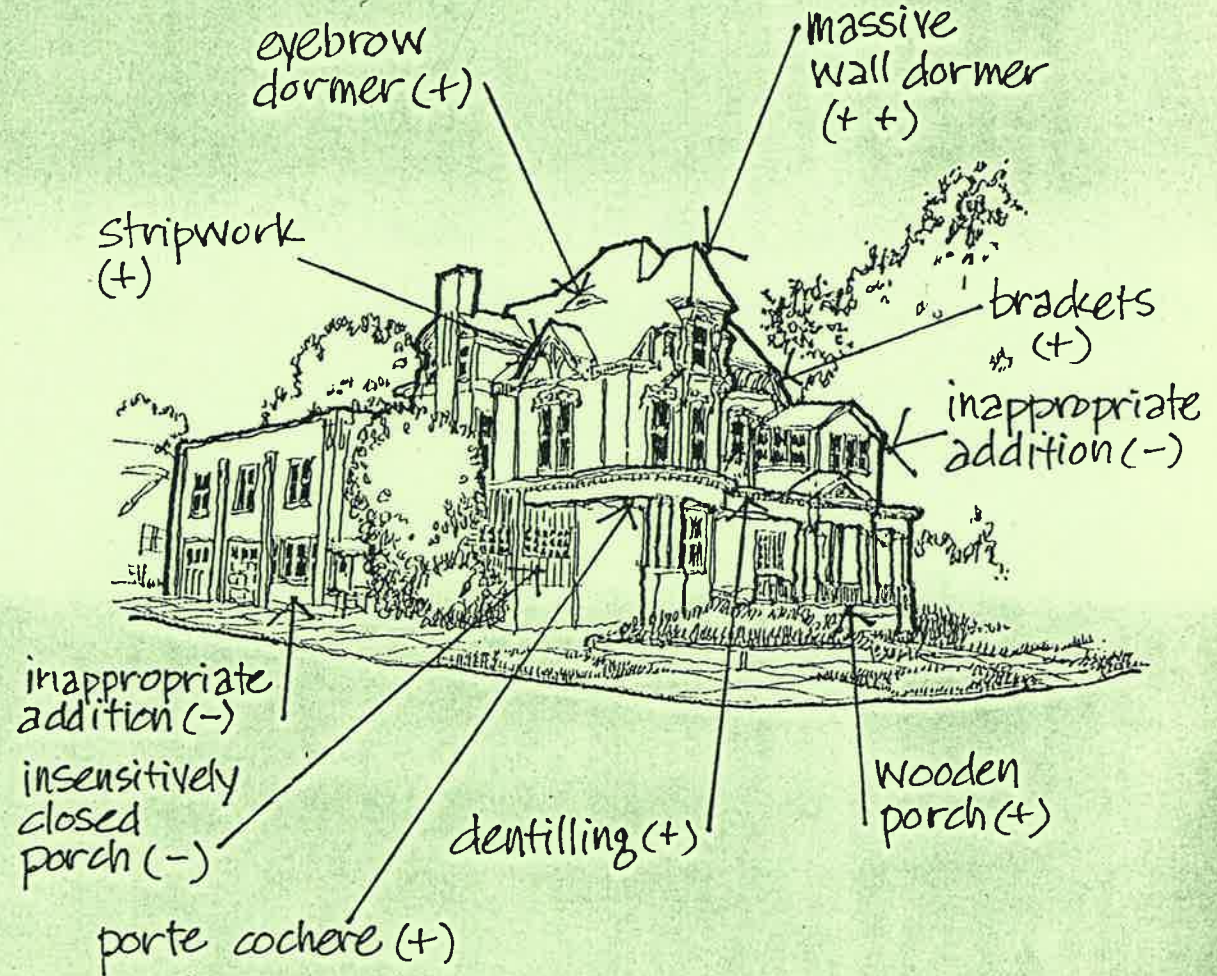 eyebrow
dormer (+)
massive
wall dormer
(+ +)
stripwork
(+)
brackets
(+)
inappropriate
addition (-)
inappropriate
addition (-)
insensitively
closed
porch (-)
dentilling (+)
wooden
porch (+)
porte cochere (+)